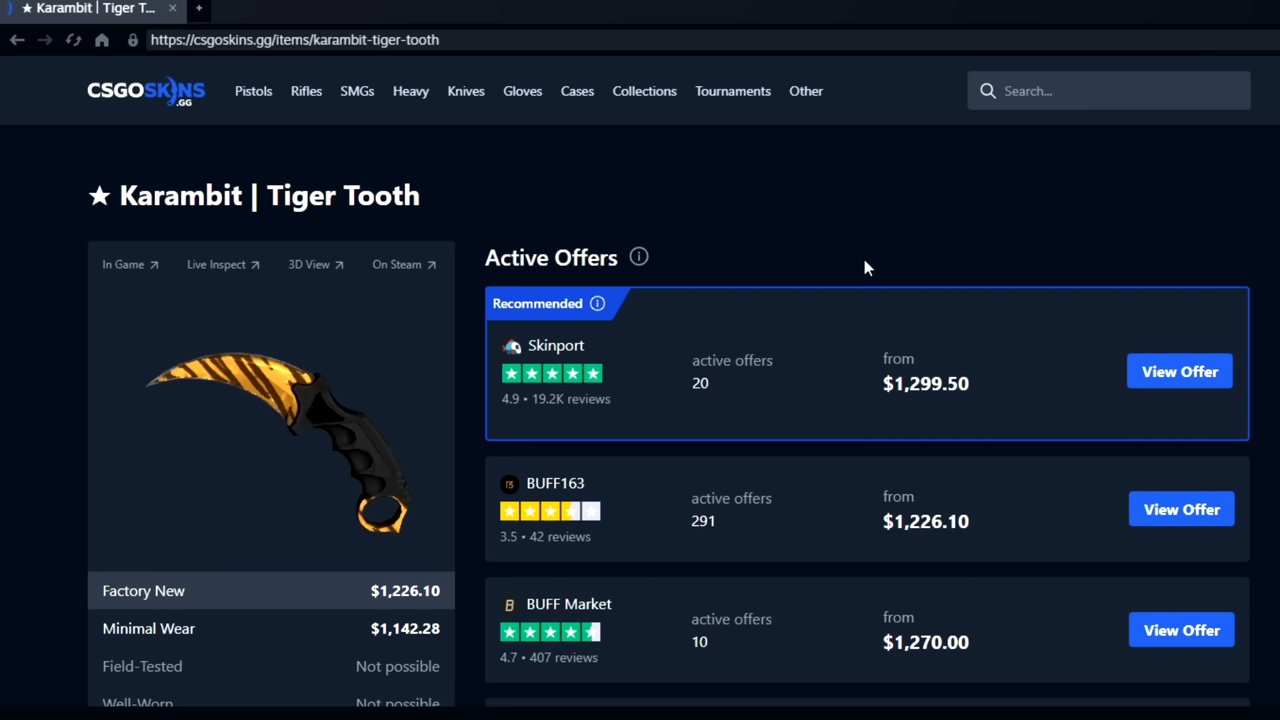 ★ Karambit | Tiger T...
https://csgoskins.gg/items/karambit-tiger-tooth
CSGOSKINS
.GG
Pistols Rifles SMGs Heavy Knives Gloves Cases Collections Tournaments Other
Search...
★ Karambit | Tiger Tooth
In Game Live Inspect 3D View On Steam
Factory New $1,226.10
Minimal Wear $1,142.28
Field-Tested Not possible
Well-Worn Not possible
Active Offers
Recommended
Skinport
4.9 • 19.2K reviews
active offers
20
from
$1,299.50
View Offer
BUFF163
3.5 • 42 reviews
active offers
291
from
$1,226.10
View Offer
BUFF Market
4.7 • 407 reviews
active offers
10
from
$1,270.00
View Offer